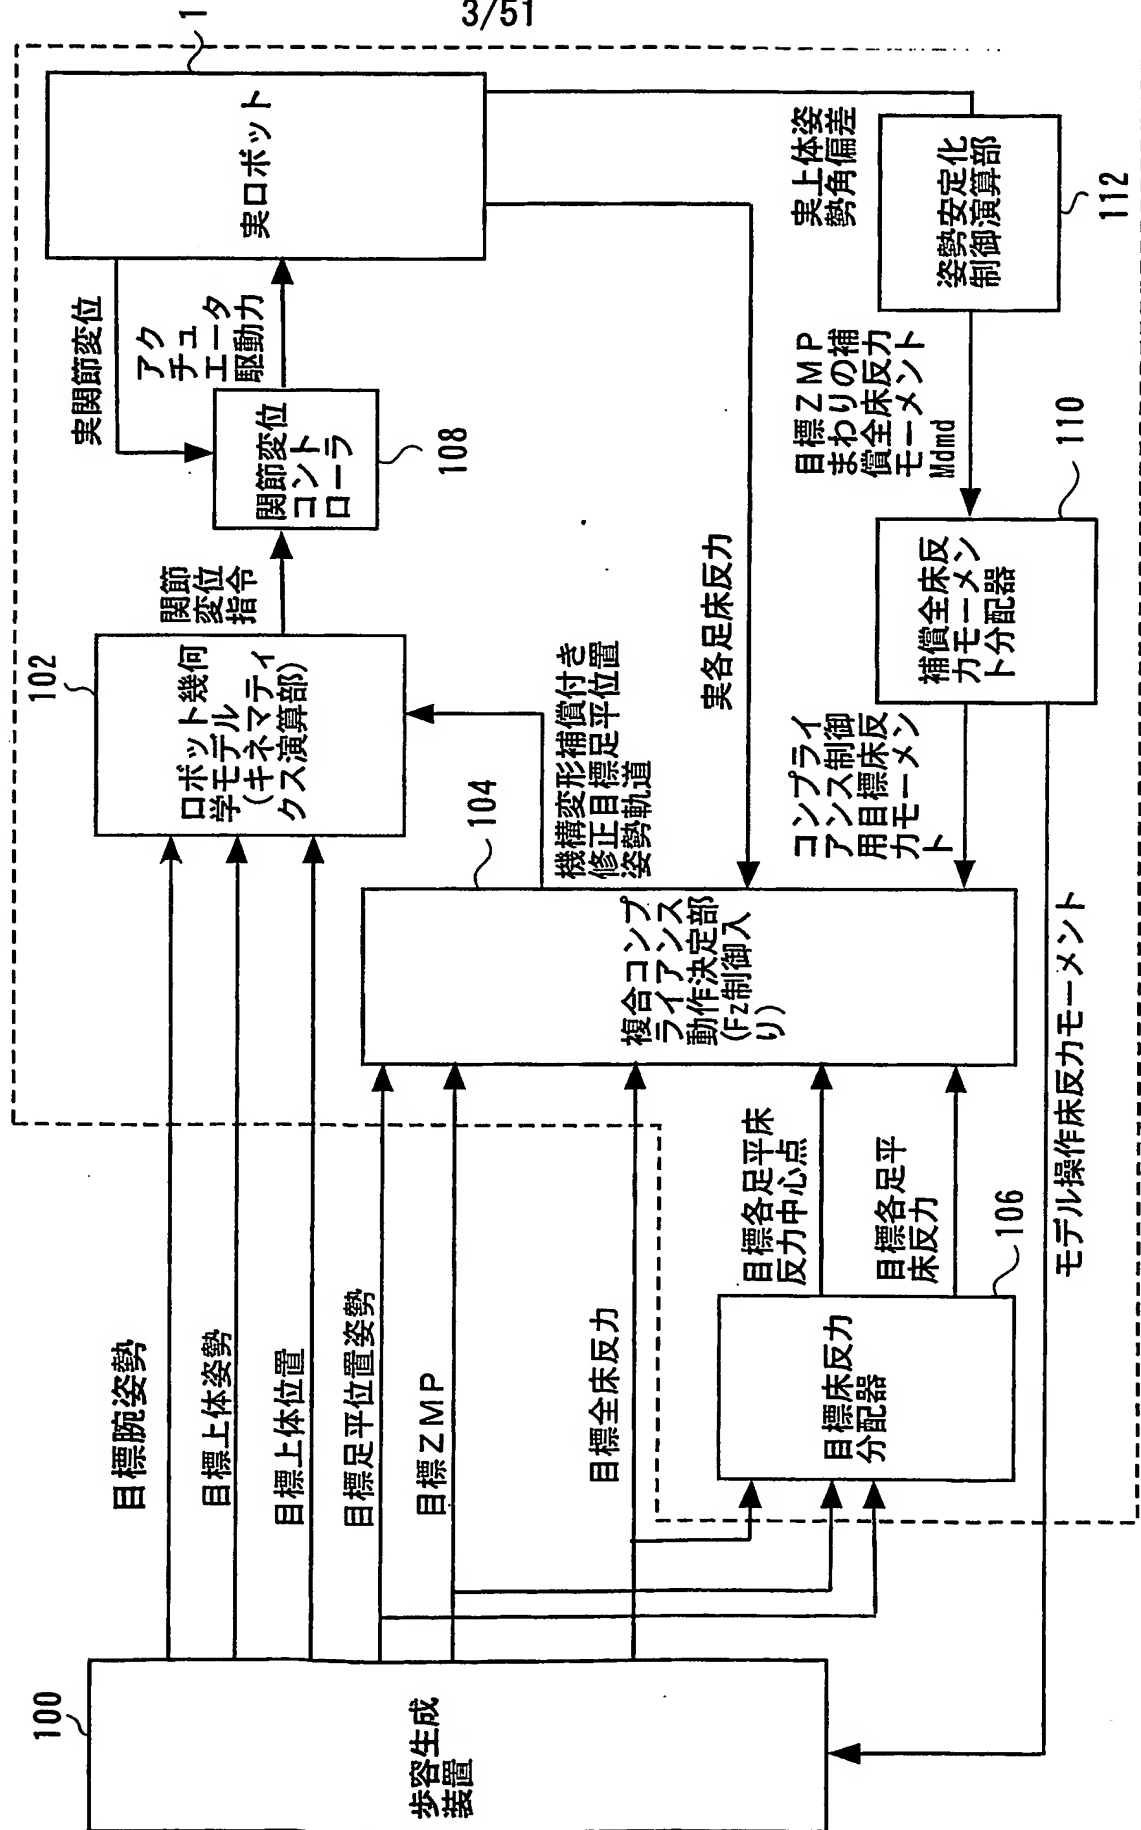 3/51
100
歩容生成
装置
目標腕姿勢
目標上体姿勢
目標上体位置
目標足平位置姿勢
目標ZMP
目標全床反力
102
ロボット幾何
学モデル
(キネマティ
クス演算部)
関節
変位
指令
実関節変位
関節変位
コント
ローラ
108
アク
チュ
エータ
駆動力
実ロボット
1
104
機構変形補償付き
修正目標足平位置
姿勢軌道
複合コンプ
ライアンス
動作決定部
(Fz制御入
り)
実各足床反力
目標床反力
分配器
106
目標各足平床
反力中心点
目標各足平
床反力
コンプライ
アンス制御
用目標床反
力モーメン
ト
補償全床反
力モーメン
ト分配器
110
目標ZMP
まわりの補
償全床反力
モーメント
Mdmd
実上体姿
勢角偏差
姿勢安定化
制御演算部
112
モデル操作床反力モーメント